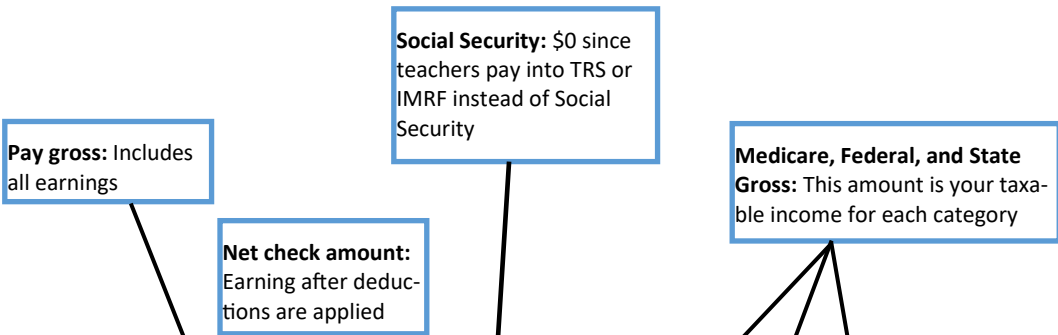 Social Security: $0 since
teachers pay into TRS or
IMRF instead of Social
Security
Pay gross: Includes
all earnings
Medicare, Federal, and State
Gross: This amount is your taxa-
ble income for each category
Net check amount:
Earning after deduc-
tions are applied